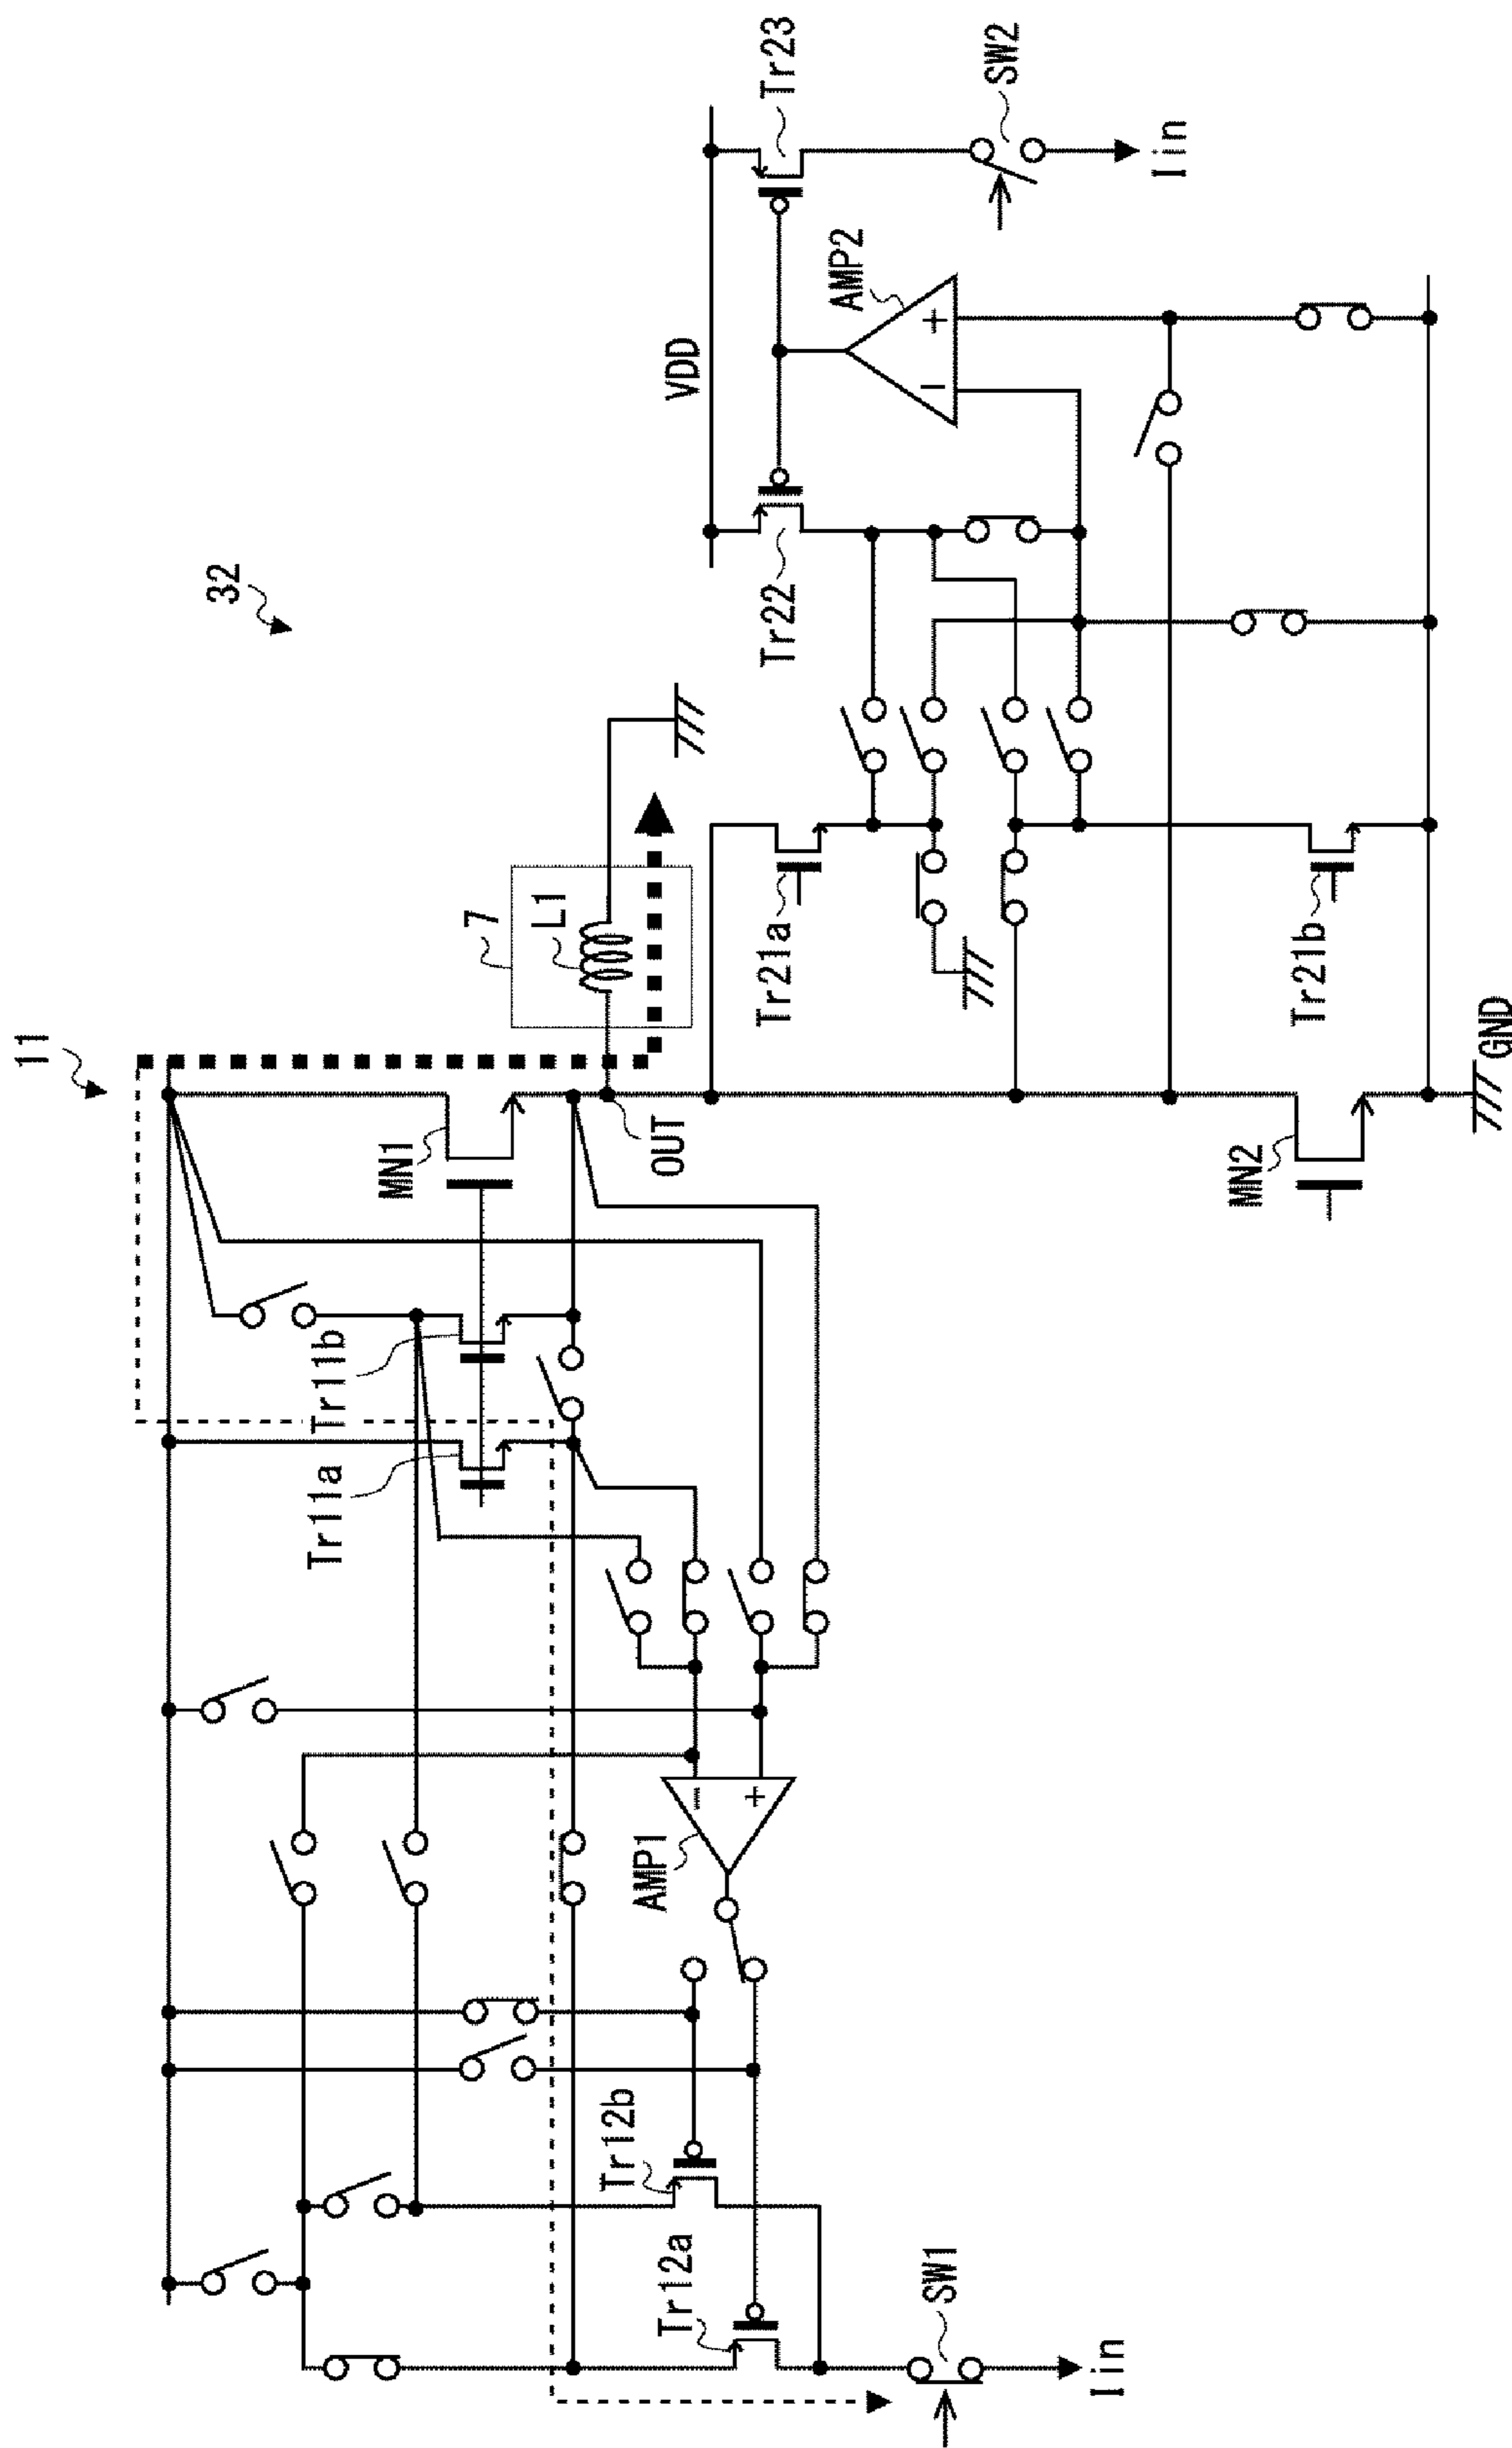 11
32
7
L1
MN1
OUT
MN2
GND
Tr11b
Tr11a
AMP1
−
+
Tr12b
Tr12a
SW1
Iin
VDD
Tr23
SW2
Iin
AMP2
+
−
Tr22
Tr21a
Tr21b